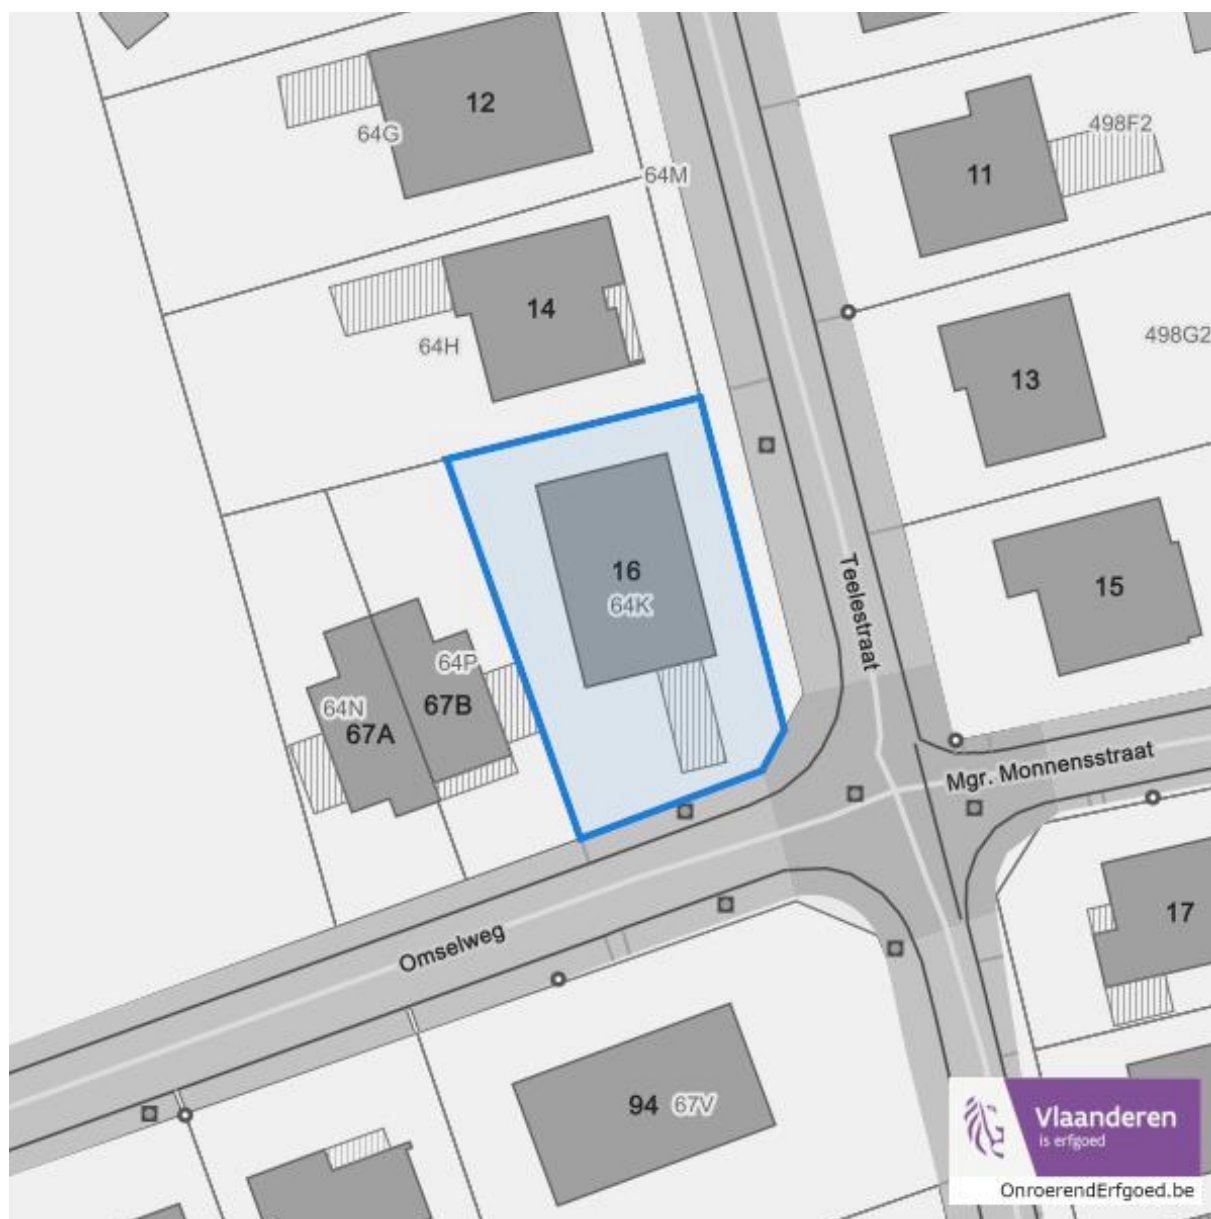 12
64G
64M
498F2
11
14
64H
13
498G2
16
64K
15
Teelestraat
64P
64N
67B
67A
Mgr. Monnensstraat
17
Omselweg
94 67V
Vlaanderen
is erfgoed
OnroerendErfgoed.be